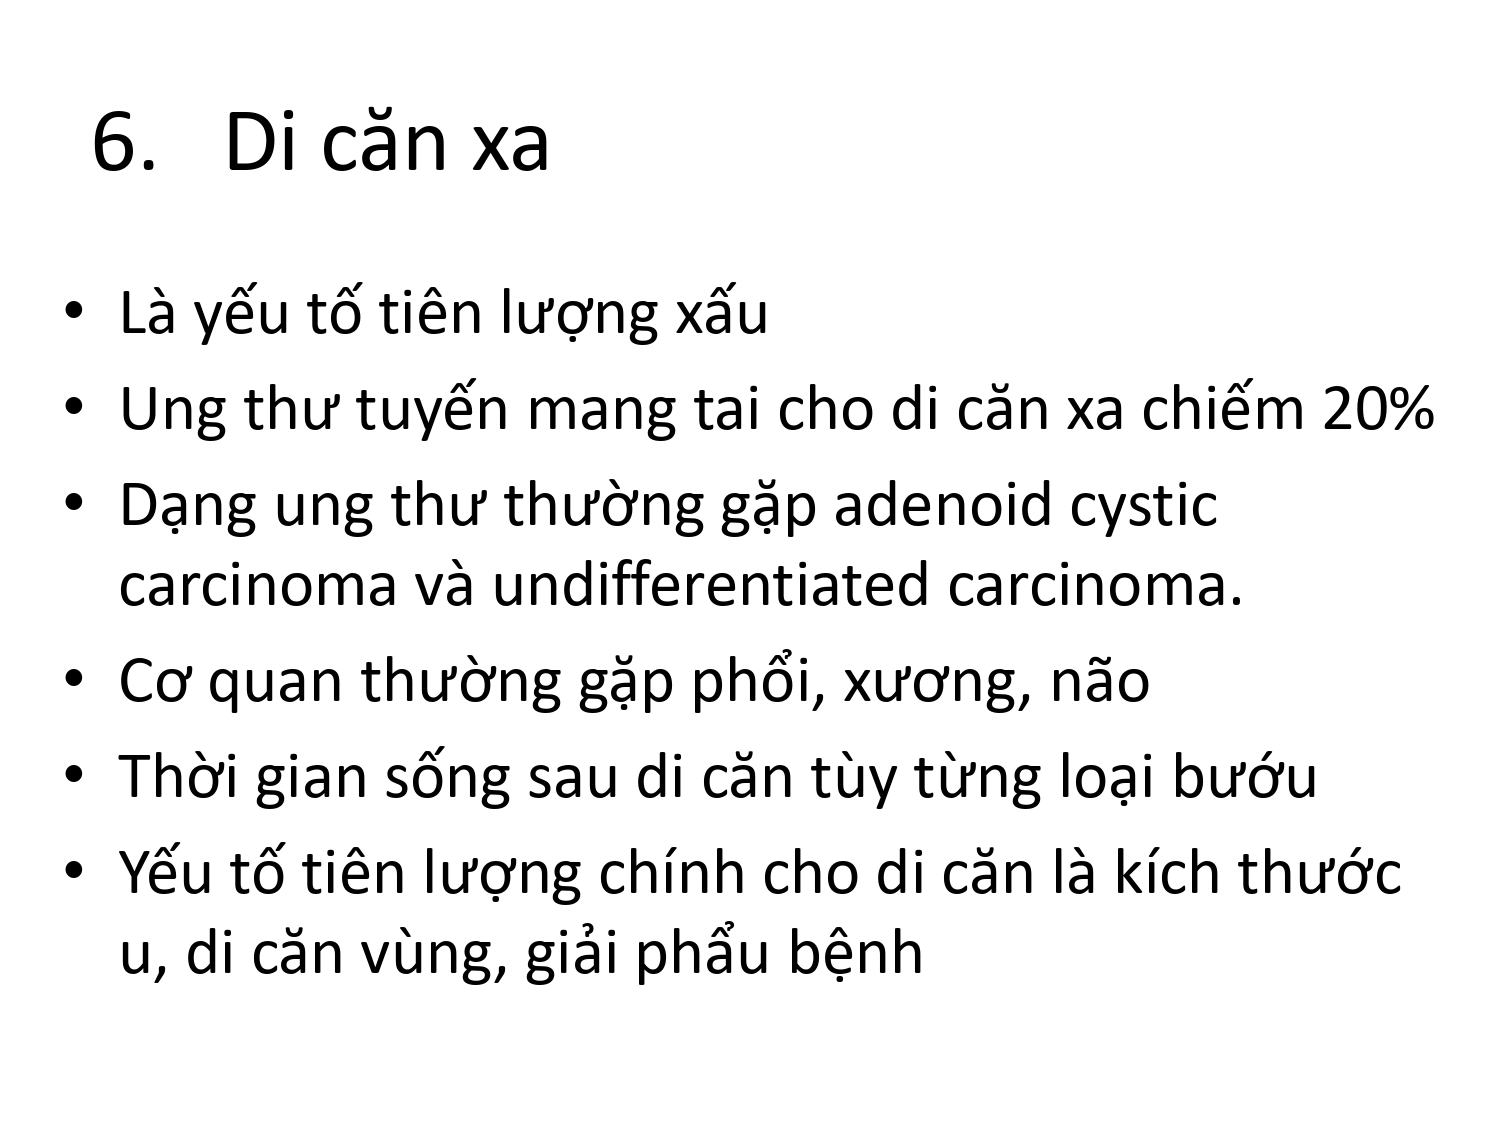 6. Di căn xa
• Là yếu tố tiên lượng xấu
• Ung thư tuyến mang tai cho di căn xa chiếm 20%
• Dạng ung thư thường gặp adenoid cystic
carcinoma và undifferentiated carcinoma.
• Cơ quan thường gặp phổi, xương, não
• Thời gian sống sau di căn tùy từng loại bướu
• Yếu tố tiên lượng chính cho di căn là kích thước
u, di căn vùng, giải phẩu bệnh